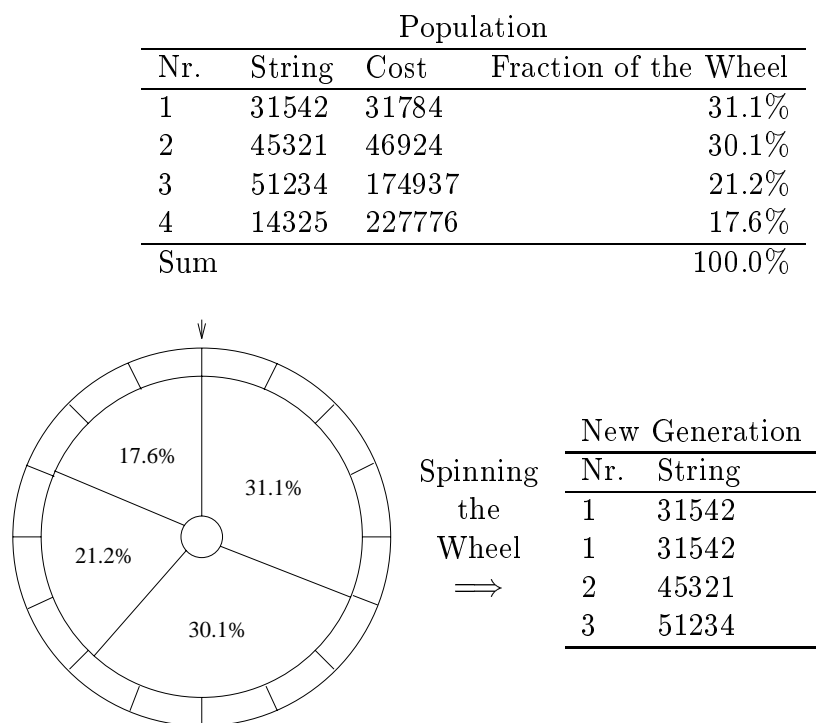 Population
Nr. String Cost Fraction of the Wheel
1 31542 31784 31.1%
2 45321 46924 30.1%
3 51234 174937 21.2%
4 14325 227776 17.6%
Sum 100.0%
17.6%
31.1%
21.2%
30.1%
Spinning
the
Wheel
⟹
New Generation
Nr. String
1 31542
1 31542
2 45321
3 51234